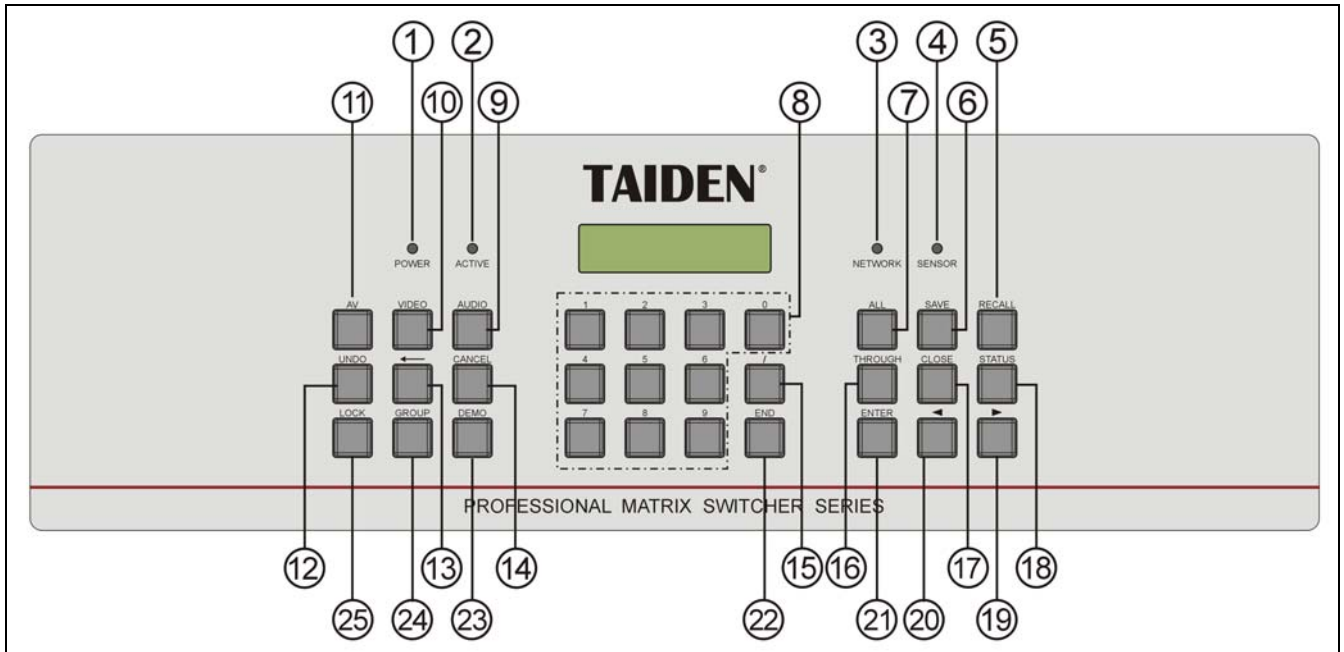 ① ② ③ ④ ⑤
⑪ ⑩ ⑨ ⑧ ⑦ ⑥
TAIDEN®
POWER ACTIVE NETWORK SENSOR
AV VIDEO AUDIO 1 2 3 0 ALL SAVE RECALL
UNDO ← CANCEL 4 5 6 / THROUGH CLOSE STATUS
LOCK GROUP DEMO 7 8 9 END ENTER ◄ ►
PROFESSIONAL MATRIX SWITCHER SERIES
⑫ ⑬ ⑭ ⑮ ⑯ ⑰ ⑱
㉕ ㉔ ㉓ ㉒ ㉑ ⑳ ⑲